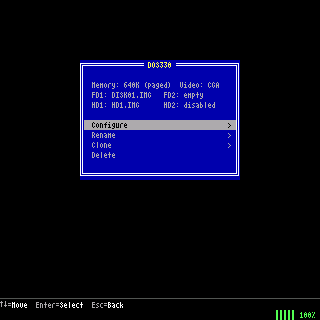 DOS330
Memory: 640K (paged) Video: CGA
FD1: DISK01.IMG FD2: empty
HD1: HD1.IMG HD2: disabled
Configure >
Rename >
Clone >
Delete
↑↓=Move Enter=Select Esc=Back
100%